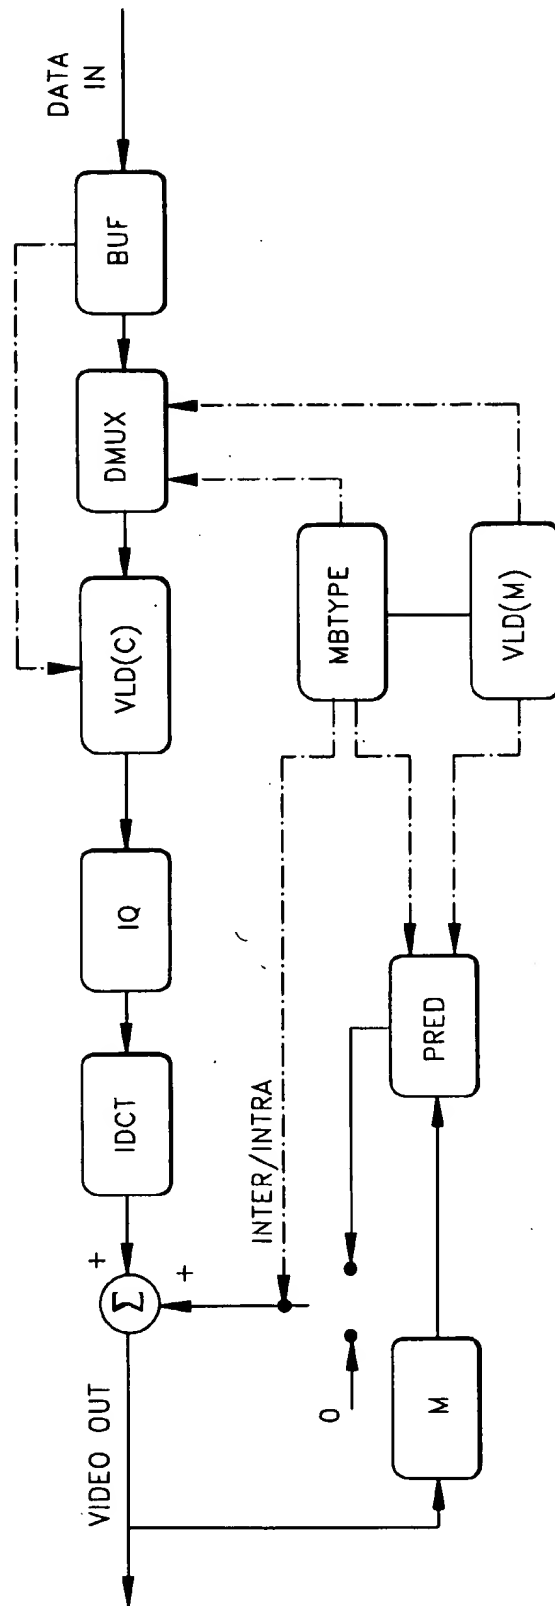 DATA
IN
BUF
DMUX
VLD(C)
IQ
IDCT
Σ
+
+
VIDEO OUT
INTER/INTRA
MBTYPE
VLD(M)
PRED
0
M